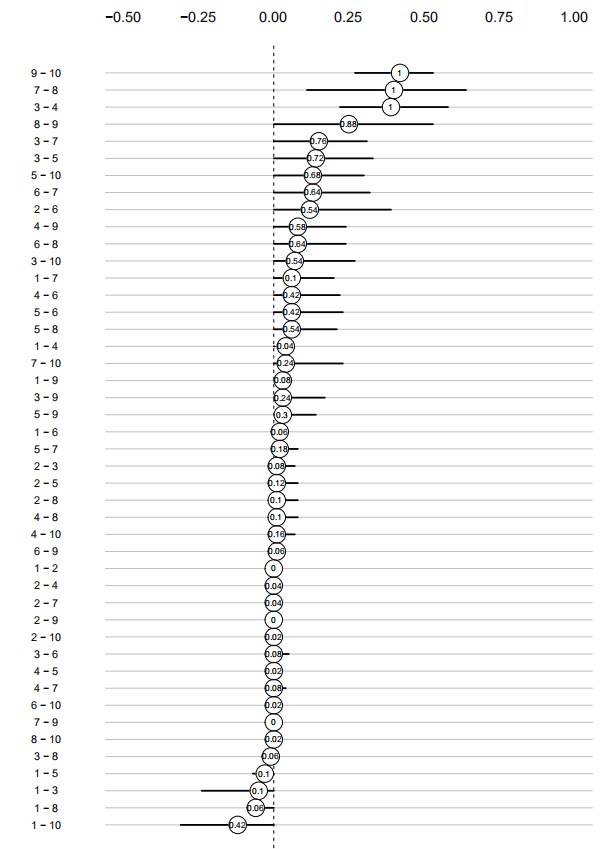 −0.50 −0.25 0.00 0.25 0.50 0.75 1.00
9 − 10 1
7 − 8 1
3 − 4 1
8 − 9 0.88
3 − 7 0.76
3 − 5 0.72
5 − 10 0.68
6 − 7 0.64
2 − 6 0.54
4 − 9 0.58
6 − 8 0.64
3 − 10 0.54
1 − 7 0.1
4 − 6 0.42
5 − 6 0.42
5 − 8 0.54
1 − 4 0.04
7 − 10 0.24
1 − 9 0.08
3 − 9 0.24
5 − 9 0.3
1 − 6 0.06
5 − 7 0.18
2 − 3 0.08
2 − 5 0.12
2 − 8 0.1
4 − 8 0.1
4 − 10 0.16
6 − 9 0.06
1 − 2 0
2 − 4 0.04
2 − 7 0.04
2 − 9 0
2 − 10 0.02
3 − 6 0.08
4 − 5 0.02
4 − 7 0.08
6 − 10 0.02
7 − 9 0
8 − 10 0.02
3 − 8 0.06
1 − 5 0.1
1 − 3 0.1
1 − 8 0.06
1 − 10 0.42